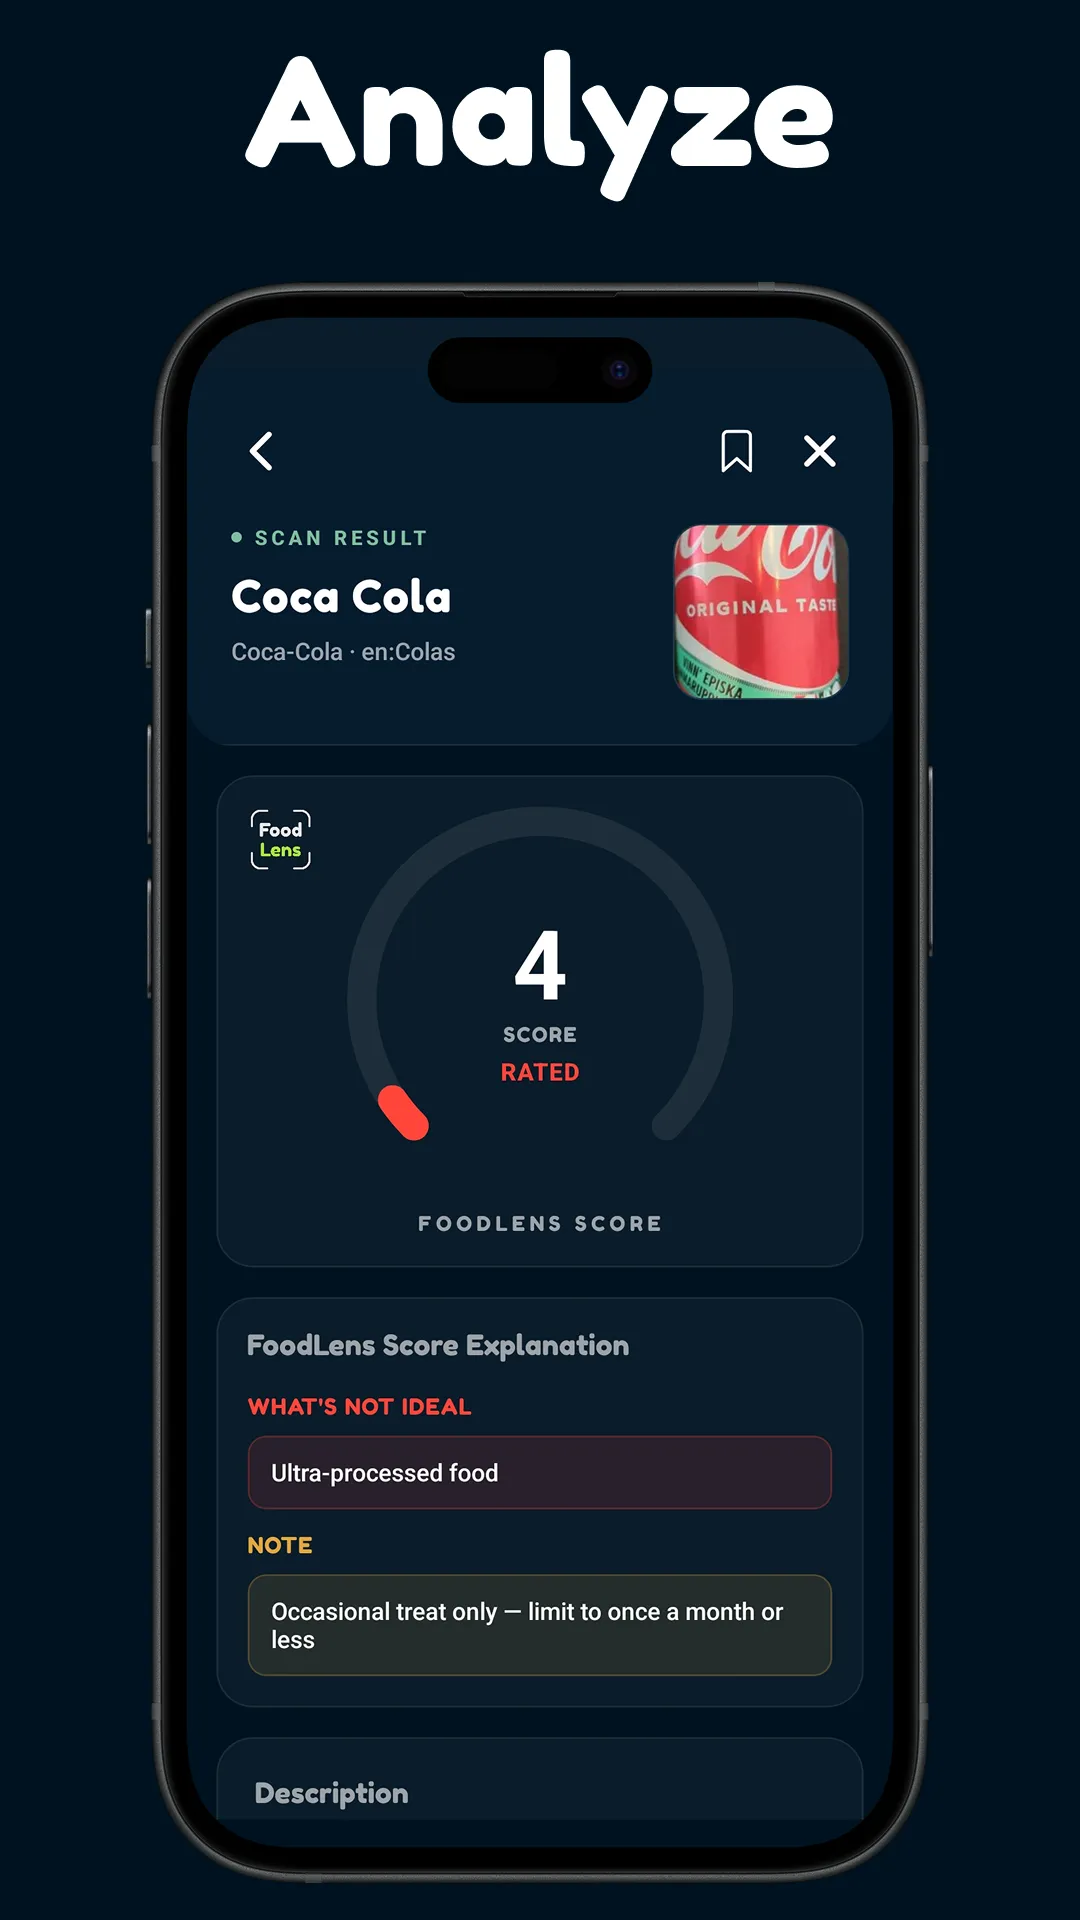 Analyze
SCAN RESULT
Coca Cola
Coca-Cola · en:Colas
ORIGINAL TASTE
VINN' EPISKA
Food
Lens
4
SCORE
RATED
FOODLENS SCORE
FoodLens Score Explanation
WHAT'S NOT IDEAL
Ultra-processed food
NOTE
Occasional treat only — limit to once a month or
less
Description